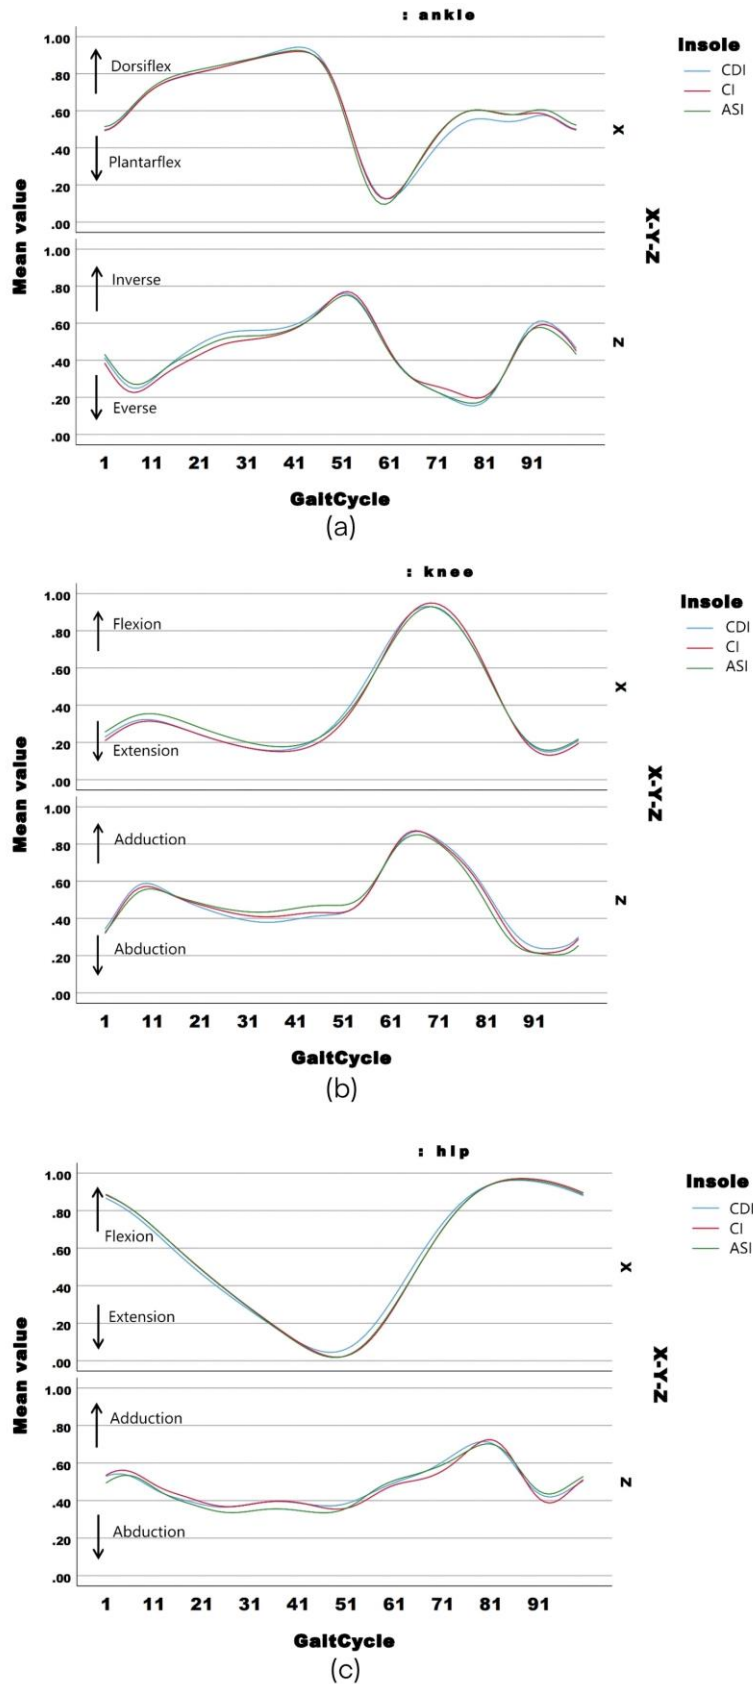 : ankle
Insole
CDI
CI
ASI
1.00
.80
.60
.40
.20
.00
Dorsiflex
Plantarflex
X
1.00
.80
.60
.40
.20
.00
Inverse
Everse
Z
Mean value
X-Y-Z
1 11 21 31 41 51 61 71 81 91
GaitCycle
(a)
: knee
Insole
CDI
CI
ASI
1.00
.80
.60
.40
.20
.00
Flexion
Extension
X
1.00
.80
.60
.40
.20
.00
Adduction
Abduction
Z
Mean value
X-Y-Z
1 11 21 31 41 51 61 71 81 91
GaitCycle
(b)
: hip
Insole
CDI
CI
ASI
1.00
.80
.60
.40
.20
.00
Flexion
Extension
X
1.00
.80
.60
.40
.20
.00
Adduction
Abduction
Z
Mean value
X-Y-Z
1 11 21 31 41 51 61 71 81 91
GaitCycle
(c)